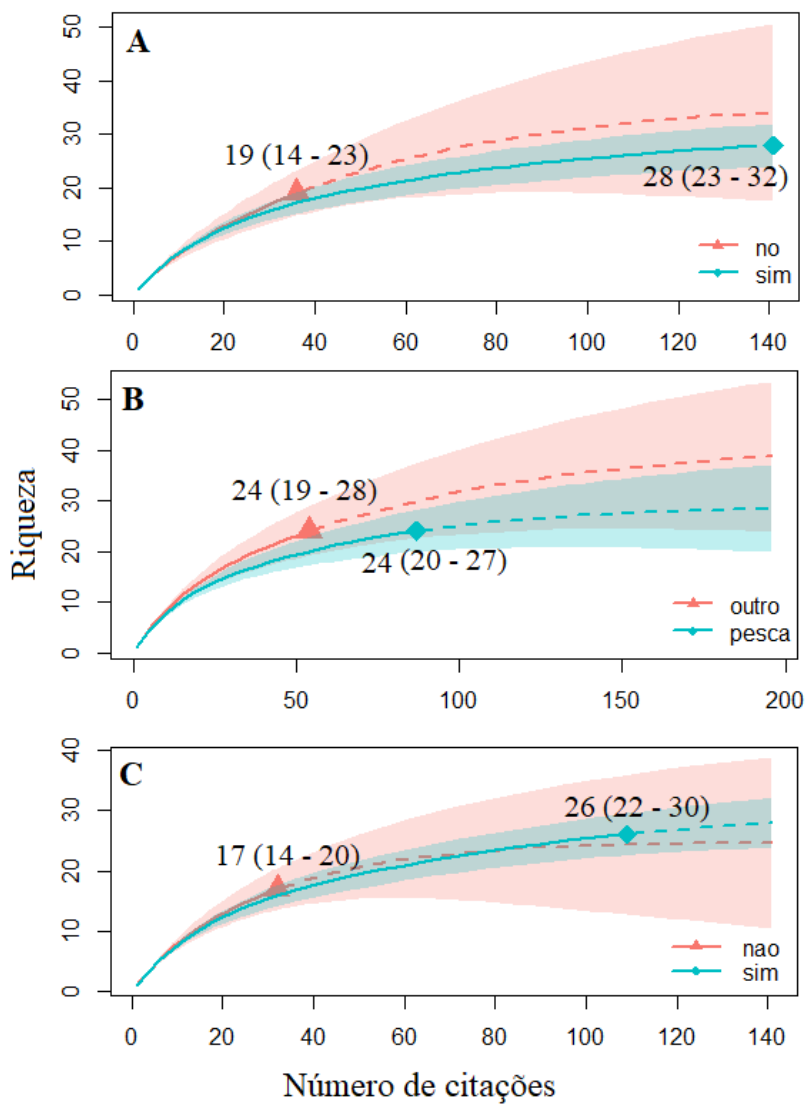 A
50
40
30
20
10
0
19 (14 - 23)
28 (23 - 32)
no
sim
0 20 40 60 80 100 120 140
B
50
40
30
20
10
0
24 (19 - 28)
24 (20 - 27)
outro
pesca
0 50 100 150 200
Riqueza
C
40
30
20
10
0
17 (14 - 20)
26 (22 - 30)
nao
sim
0 20 40 60 80 100 120 140
Número de citações